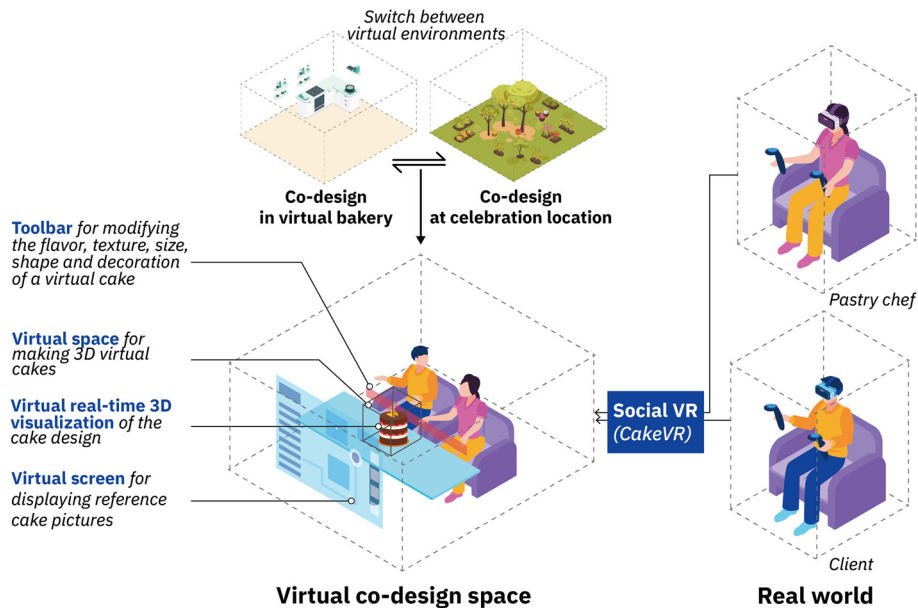 Switch between
virtual environments
Co-design
in virtual bakery
Co-design
at celebration location
Toolbar for modifying
the flavor, texture, size,
shape and decoration
of a virtual cake
Virtual space for
making 3D virtual
cakes
Virtual real-time 3D
visualization of the
cake design
Virtual screen for
displaying reference
cake pictures
Social VR
(CakeVR)
Pastry chef
Client
Virtual co-design space
Real world